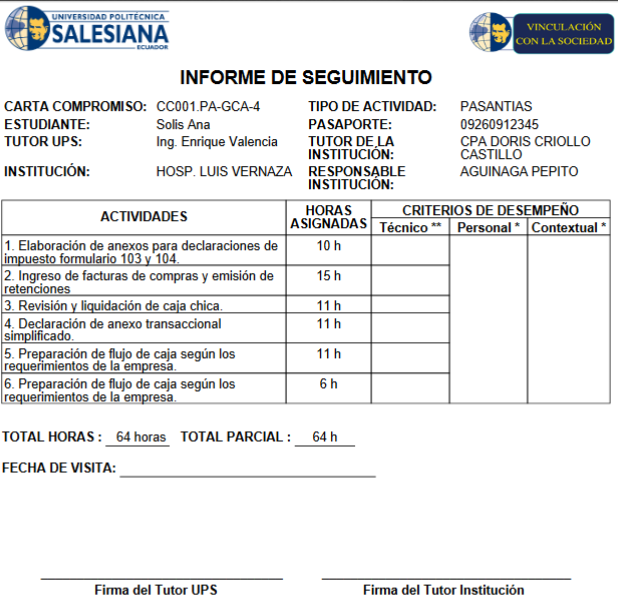 UNIVERSIDAD POLITÉCNICA
SALESIANA
ECUADOR
VINCULACIÓN
CON LA SOCIEDAD
INFORME DE SEGUIMIENTO
CARTA COMPROMISO: CC001.PA-GCA-4 TIPO DE ACTIVIDAD: PASANTIAS
ESTUDIANTE: Solis Ana PASAPORTE: 09260912345
TUTOR UPS: Ing. Enrique Valencia TUTOR DE LA INSTITUCIÓN: CPA DORIS CRIOLLO CASTILLO
INSTITUCIÓN: HOSP. LUIS VERNAZA RESPONSABLE INSTITUCIÓN: AGUINAGA PEPITO
ACTIVIDADES HORAS ASIGNADAS CRITERIOS DE DESEMPEÑO
Técnico ** Personal * Contextual *
1. Elaboración de anexos para declaraciones de
impuesto formulario 103 y 104. 10 h
2. Ingreso de facturas de compras y emisión de
retenciones 15 h
3. Revisión y liquidación de caja chica. 11 h
4. Declaración de anexo transaccional
simplificado. 11 h
5. Preparación de flujo de caja según los
requerimientos de la empresa. 11 h
6. Preparación de flujo de caja según los
requerimientos de la empresa. 6 h
TOTAL HORAS : 64 horas TOTAL PARCIAL : 64 h
FECHA DE VISITA:
Firma del Tutor UPS Firma del Tutor Institución